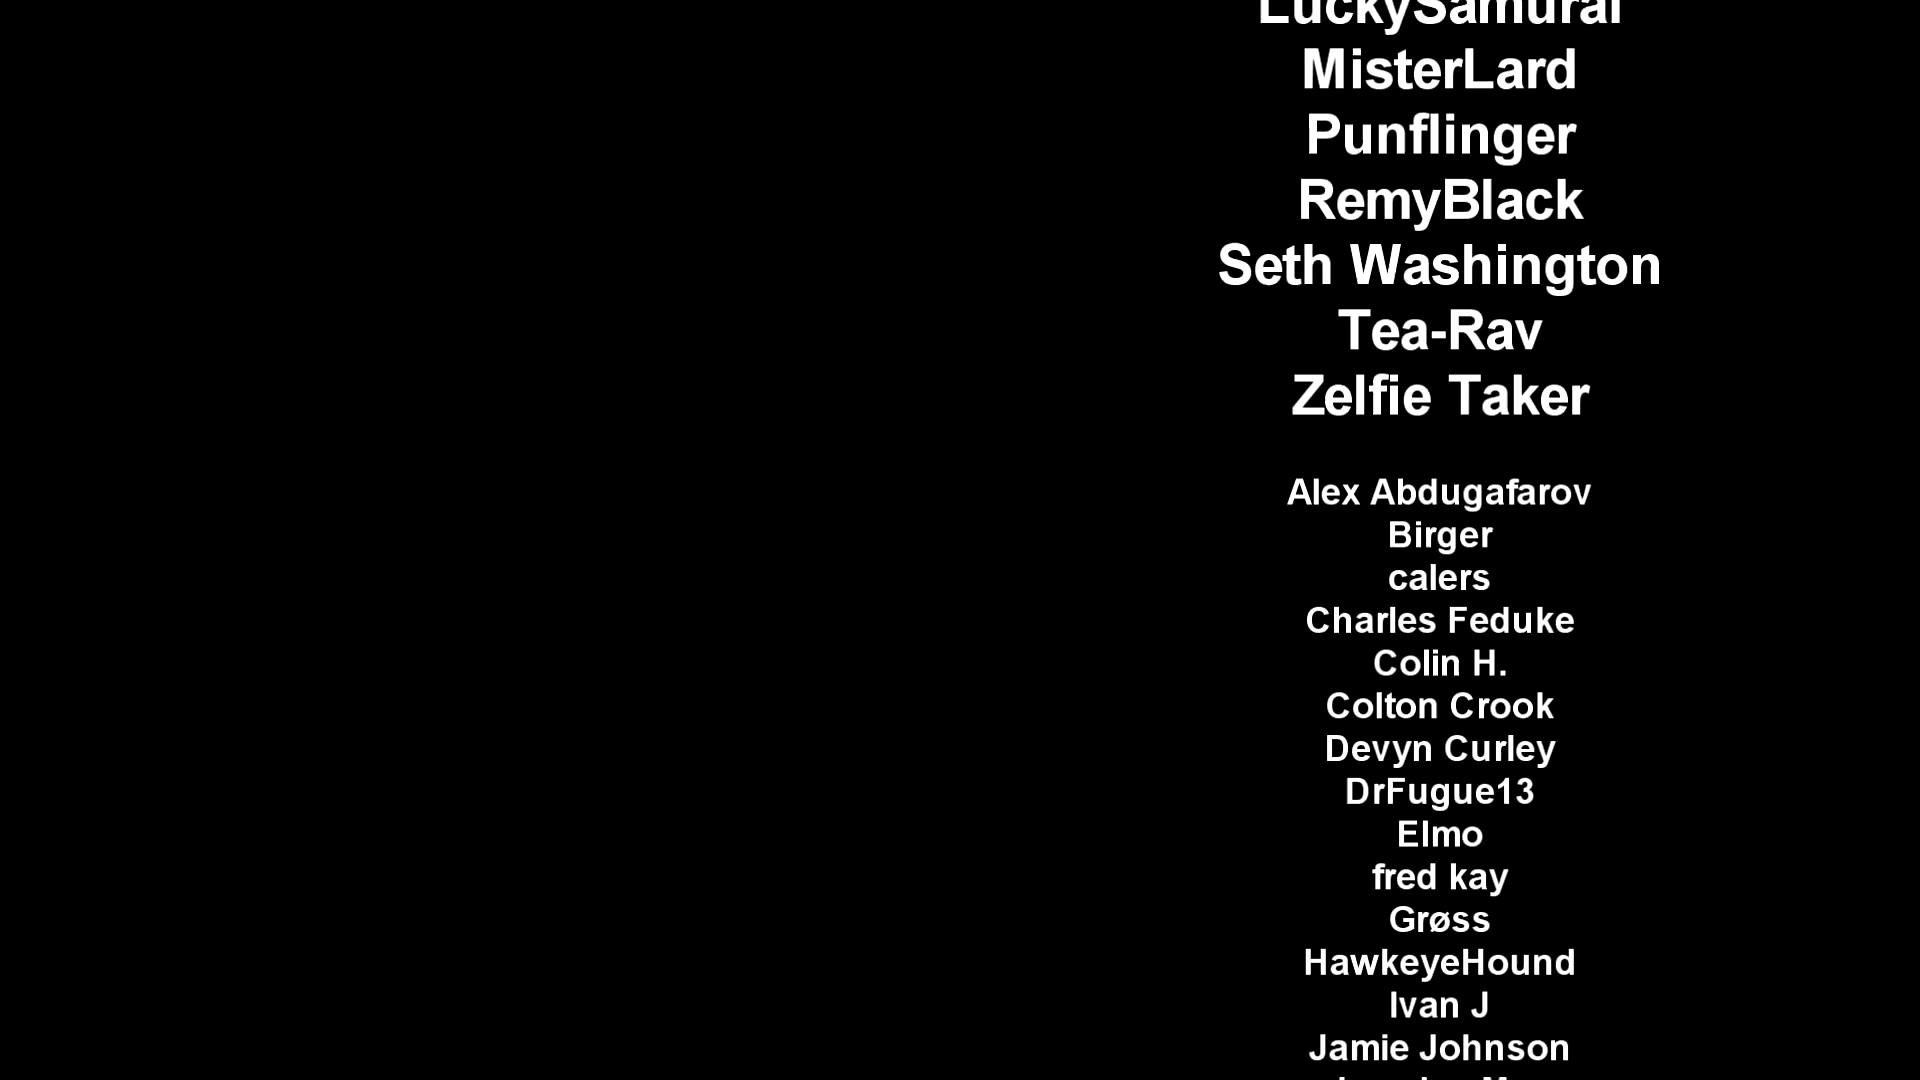 LuckySamurai
MisterLard
Punflinger
RemyBlack
Seth Washington
Tea-Rav
Zelfie Taker
Alex Abdugafarov
Birger
calers
Charles Feduke
Colin H.
Colton Crook
Devyn Curley
DrFugue13
Elmo
fred kay
Grøss
HawkeyeHound
Ivan J
Jamie Johnson